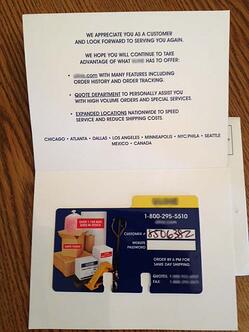 WE APPRECIATE YOU AS A CUSTOMER
AND LOOK FORWARD TO SERVING YOU AGAIN.
WE HOPE YOU WILL CONTINUE TO TAKE
ADVANTAGE OF WHAT HAS TO OFFER:
• .com WITH MANY FEATURES INCLUDING
ORDER HISTORY AND ORDER TRACKING.
• QUOTE DEPARTMENT TO PERSONALLY ASSIST YOU
WITH HIGH VOLUME ORDERS AND SPECIAL SERVICES.
• EXPANDED LOCATIONS NATIONWIDE TO SPEED
SERVICE AND REDUCE SHIPPING COSTS.
CHICAGO • ATLANTA • DALLAS • LOS ANGELES • MINNEAPOLIS • NYC/PHILA • SEATTLE
MEXICO • CANADA
1-800-295-5510
CUSTOMER #
WEBSITE
PASSWORD
ORDER BY 6 PM FOR
SAME DAY SHIPPING
QUOTES
FAX